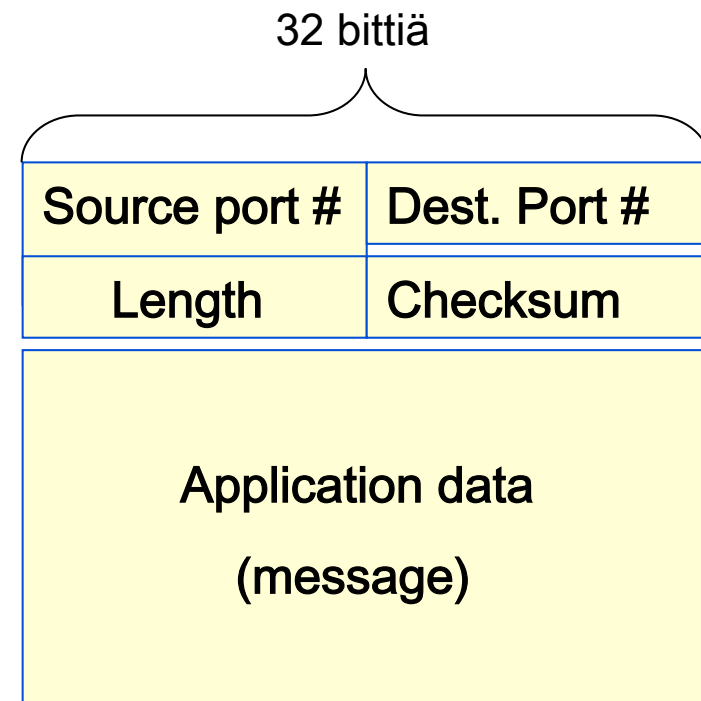 32 bittiä
Source port # Dest. Port #
Length Checksum
Application data
(message)